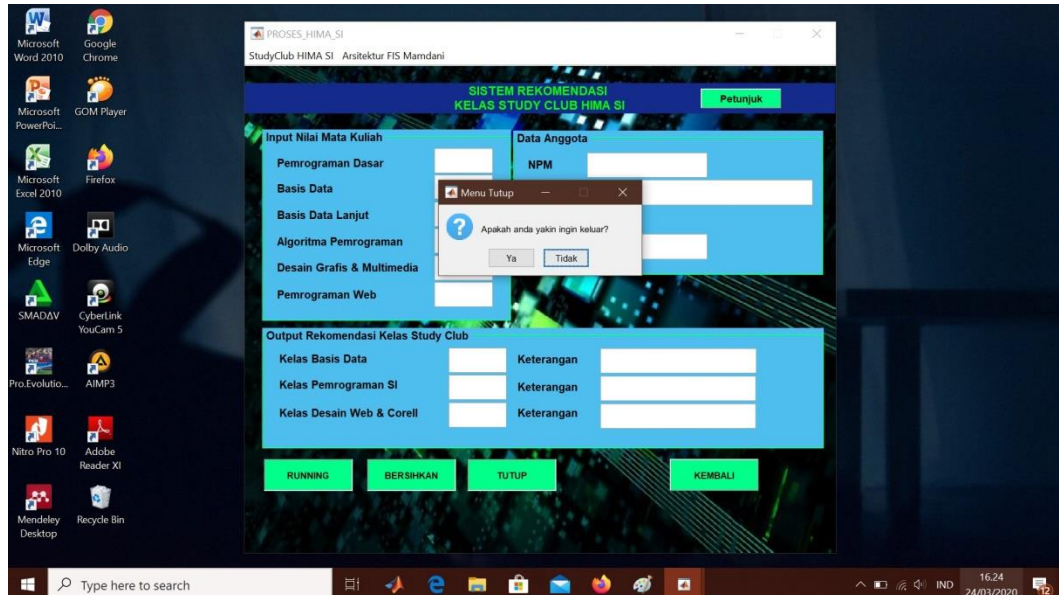 Microsoft
Word 2010
Google
Chrome
Microsoft
PowerPoi...
GOM Player
Microsoft
Excel 2010
Firefox
Microsoft
Edge
Dolby Audio
SMADΔV
CyberLink
YouCam 5
Pro.Evolutio...
AIMP3
Nitro Pro 10
Adobe
Reader XI
Mendeley
Desktop
Recycle Bin
PROSES_HIMA_SI
StudyClub HIMA SI Arsitektur FIS Mamdani
SISTEM REKOMENDASI
KELAS STUDY CLUB HIMA SI
Petunjuk
Input Nilai Mata Kuliah
Pemrograman Dasar
Basis Data
Basis Data Lanjut
Algoritma Pemrograman
Desain Grafis & Multimedia
Pemrograman Web
Data Anggota
NPM
Menu Tutup
Apakah anda yakin ingin keluar?
Ya Tidak
Output Rekomendasi Kelas Study Club
Kelas Basis Data Keterangan
Kelas Pemrograman SI Keterangan
Kelas Desain Web & Corell Keterangan
RUNNING BERSIHKAN TUTUP KEMBALI
Type here to search
IND
16.24
24/03/2020
12